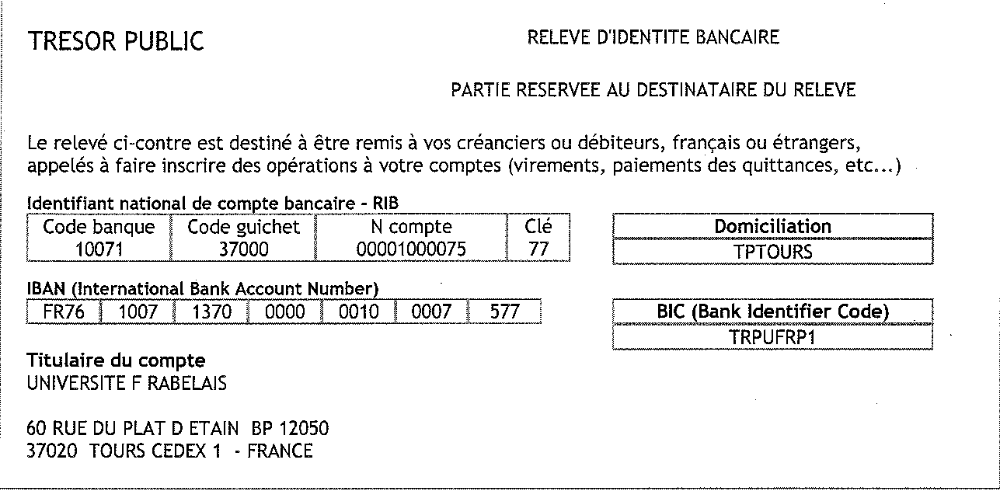 TRESOR PUBLIC
RELEVE D'IDENTITE BANCAIRE
PARTIE RESERVEE AU DESTINATAIRE DU RELEVE
Le relevé ci-contre est destiné à être remis à vos créanciers ou débiteurs, français ou étrangers,
appelés à faire inscrire des opérations à votre comptes (virements, paiements des quittances, etc...)
Identifiant national de compte bancaire - RIB
Code banque Code guichet N compte Clé
10071 37000 00001000075 77
Domiciliation
TPTOURS
IBAN (International Bank Account Number)
FR76 1007 1370 0000 0010 0007 577
BIC (Bank Identifier Code)
TRPUFRP1
Titulaire du compte
UNIVERSITE F RABELAIS
60 RUE DU PLAT D ETAIN BP 12050
37020 TOURS CEDEX 1 - FRANCE